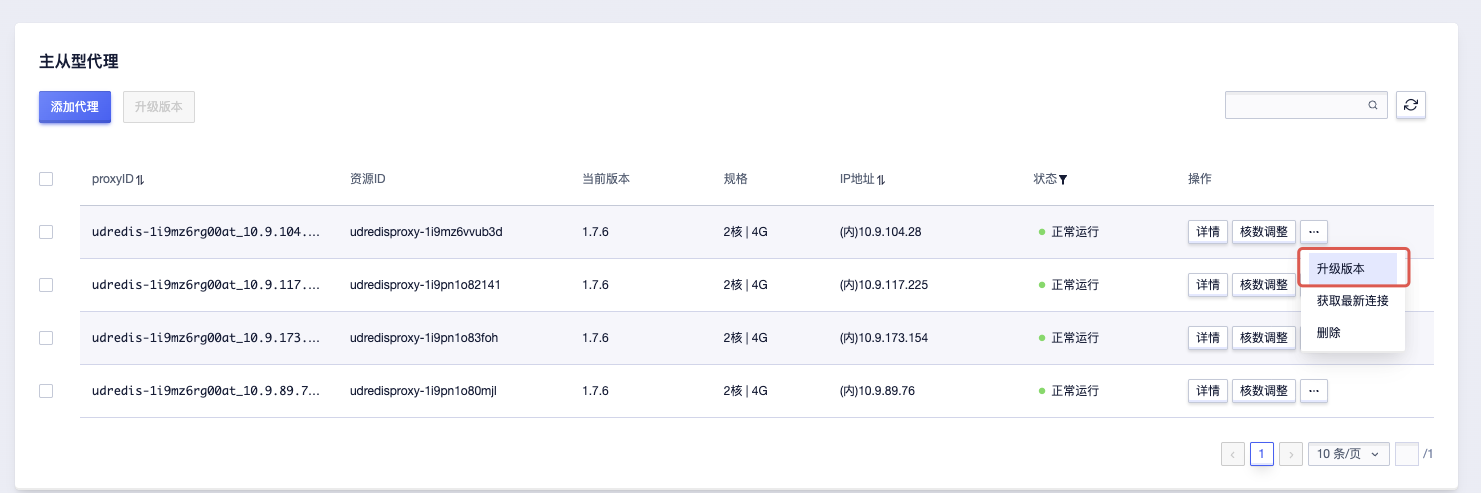 主从型代理
添加代理 升级版本
proxyID 资源ID 当前版本 规格 IP地址 状态 操作
udredis-1i9mz6rg00at_10.9.104.... udredisproxy-1i9mz6vvub3d 1.7.6 2核 | 4G (内)10.9.104.28 正常运行 详情 核数调整 ...
升级版本
udredis-1i9mz6rg00at_10.9.117.... udredisproxy-1i9pn1o82141 1.7.6 2核 | 4G (内)10.9.117.225 正常运行 详情 核数调整
获取最新连接
udredis-1i9mz6rg00at_10.9.173.... udredisproxy-1i9pn1o83foh 1.7.6 2核 | 4G (内)10.9.173.154 正常运行 详情 核数调整
删除
udredis-1i9mz6rg00at_10.9.89.7... udredisproxy-1i9pn1o80mjl 1.7.6 2核 | 4G (内)10.9.89.76 正常运行 详情 核数调整 ...
< 1 > 10 条/页 /1